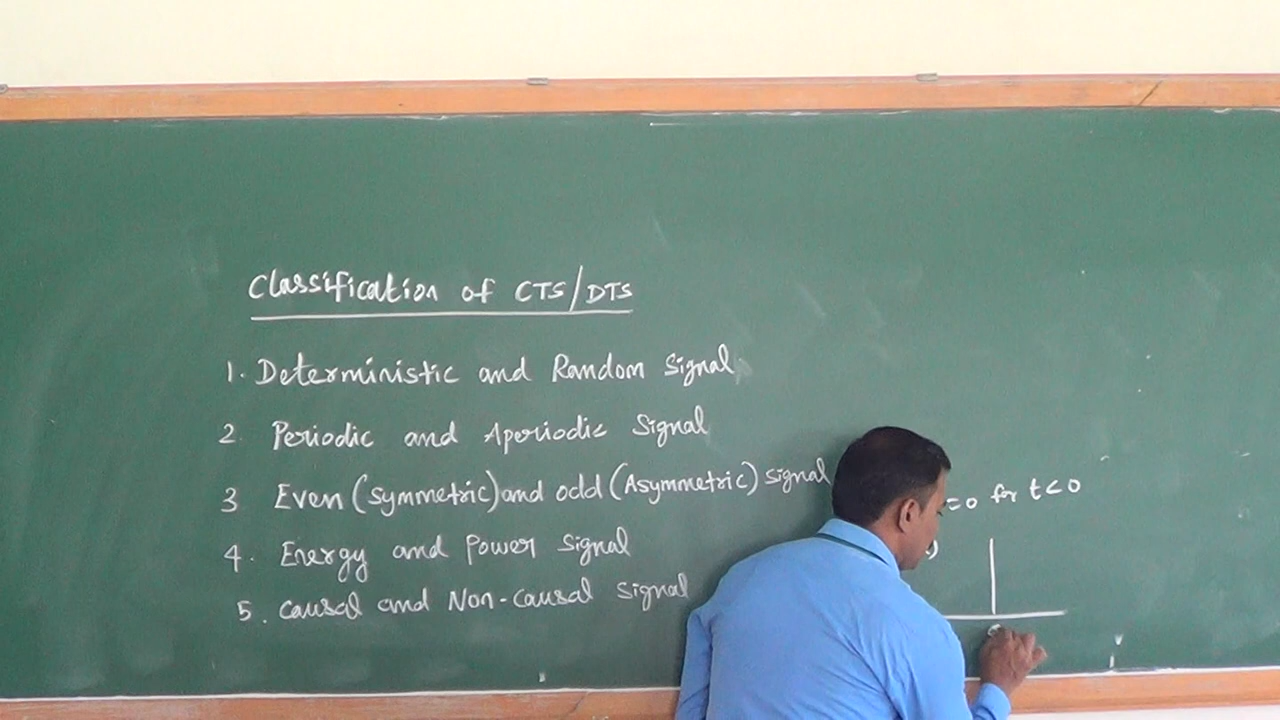 Classification of CTS/DTS
1. Deterministic and Random Signal
2. Periodic and Aperiodic Signal
3 Even (symmetric) and odd (Asymmetric) signal
4. Energy and Power Signal
5. Causal and Non-Causal Signal
=0 for t<0
)
0